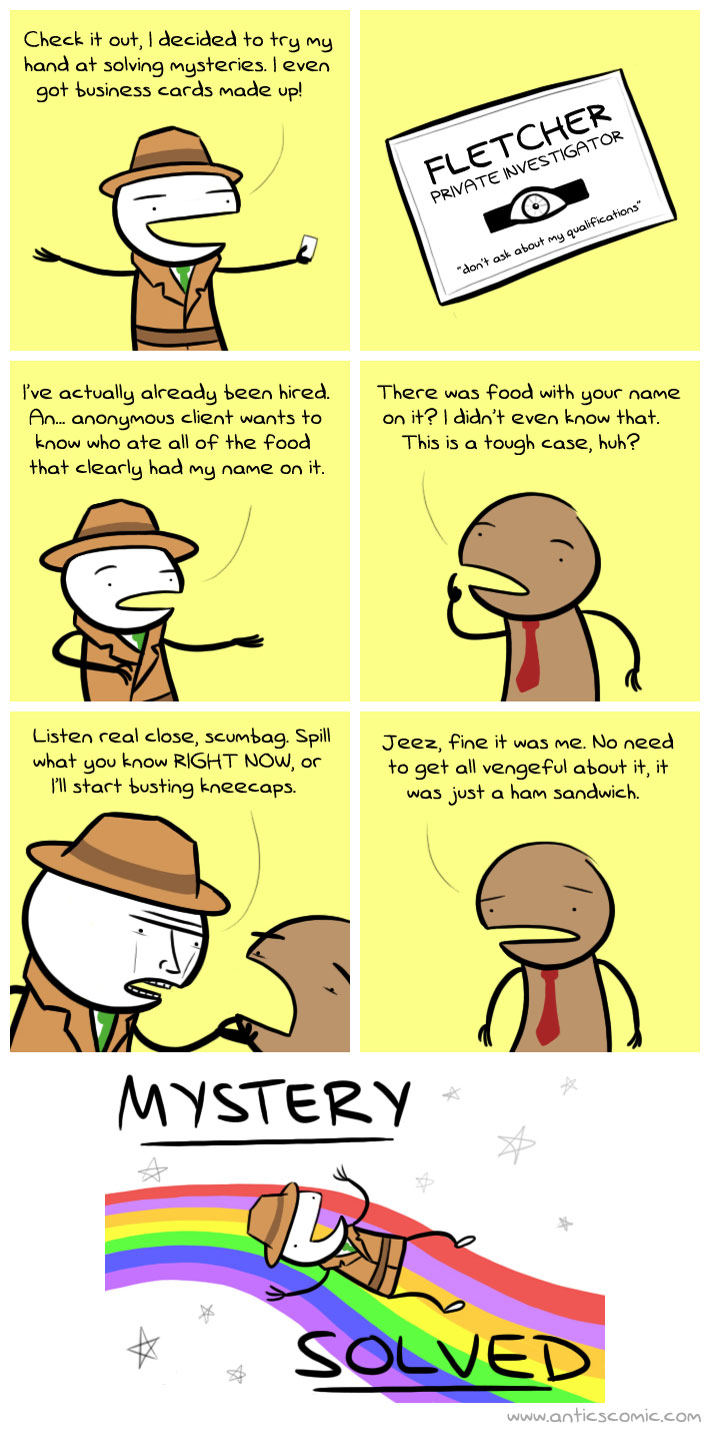 Check it out, I decided to try my
hand at solving mysteries. I even
got business cards made up!
FLETCHER
PRIVATE INVESTIGATOR
"don't ask about my qualifications"
I've actually already been hired.
An... anonymous client wants to
know who ate all of the food
that clearly had my name on it.
There was food with your name
on it? I didn't even know that.
This is a tough case, huh?
Listen real close, scumbag. Spill
what you know RIGHT NOW, or
I'll start busting kneecaps.
Jeez, fine it was me. No need
to get all vengeful about it, it
was just a ham sandwich.
MYSTERY
SOLVED
www.anticscomic.com